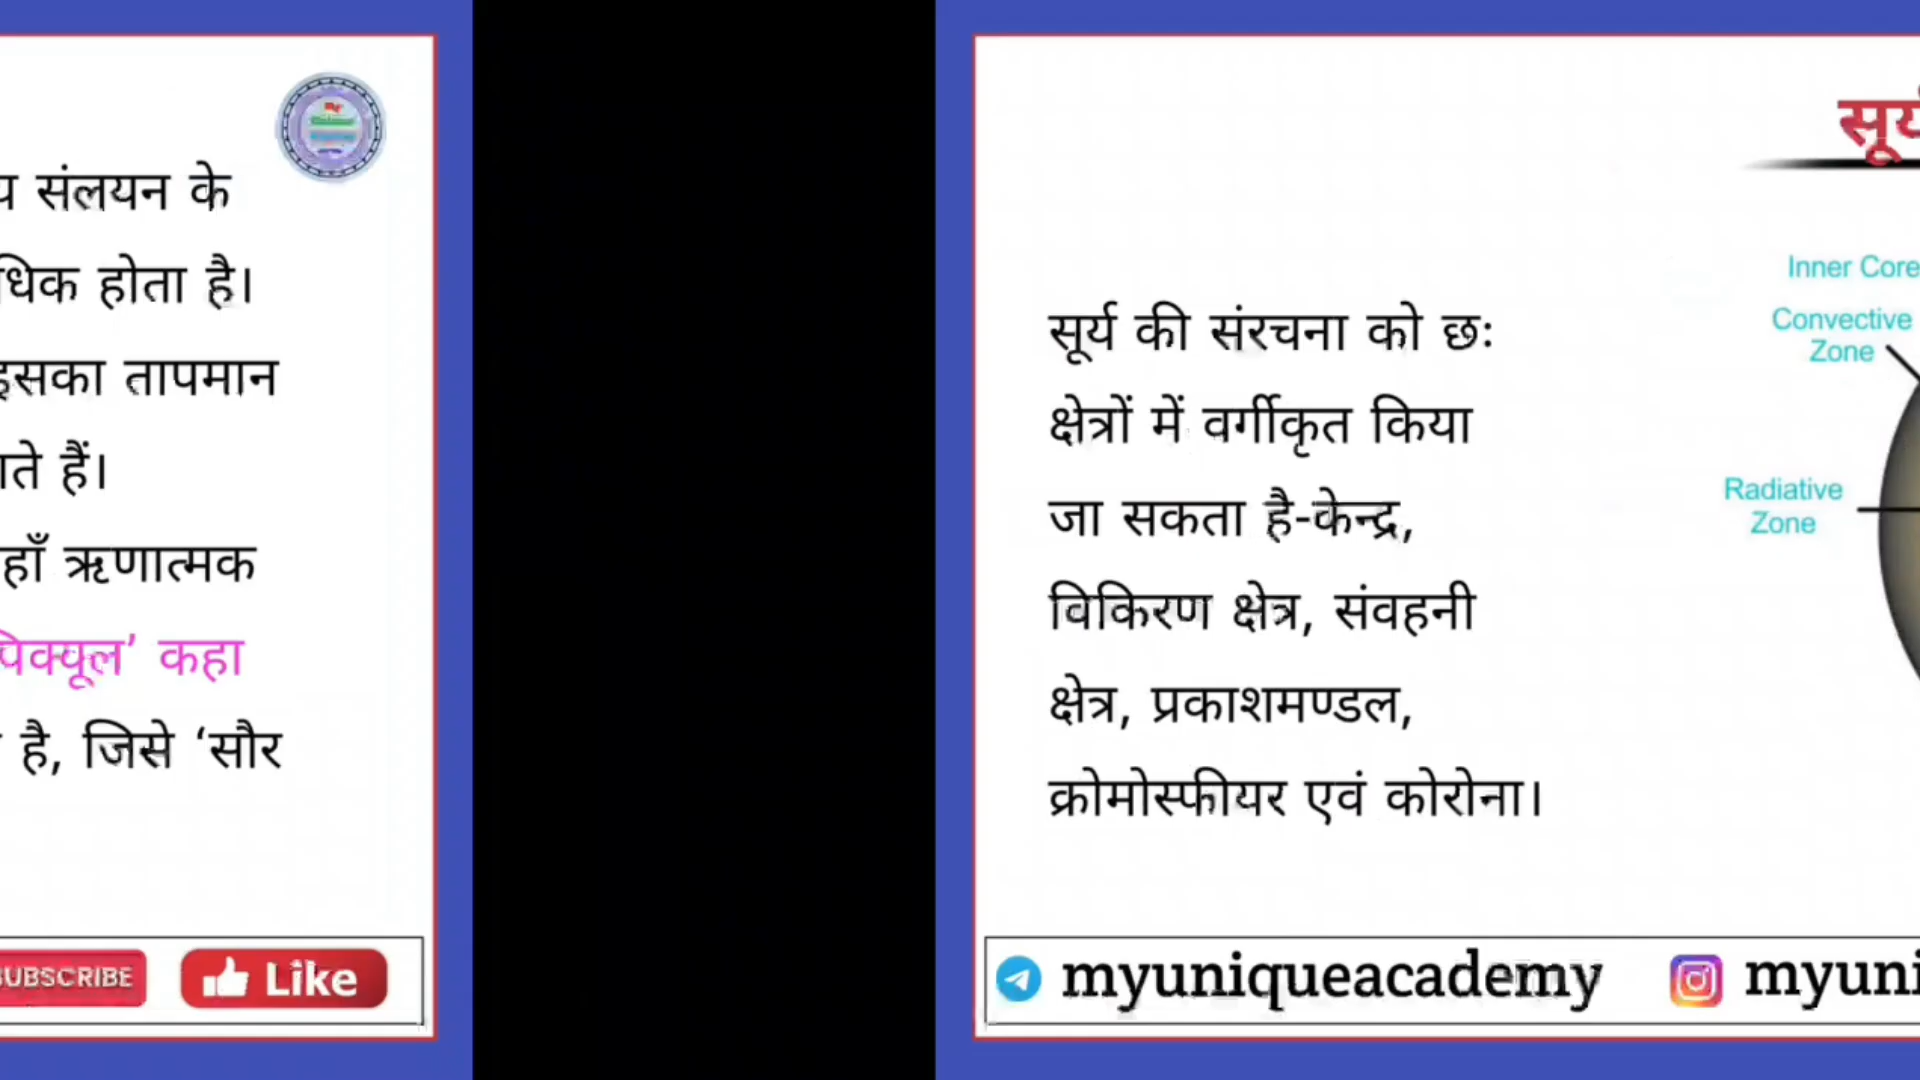 संलयन के
होता है।
इसका तापमान
हैं।
ऋणात्मक
कहा
है, जिसे ‘सौर
SUBSCRIBE
Like
सूर्य
Inner Core
Convective
Zone
Radiative
Zone
सूर्य की संरचना को छः
क्षेत्रों में वर्गीकृत किया
जा सकता है-केन्द्र,
विकिरण क्षेत्र, संवहनी
क्षेत्र, प्रकाशमण्डल,
क्रोमोस्फीयर एवं कोरोना।
myuniqueacademy
myuni